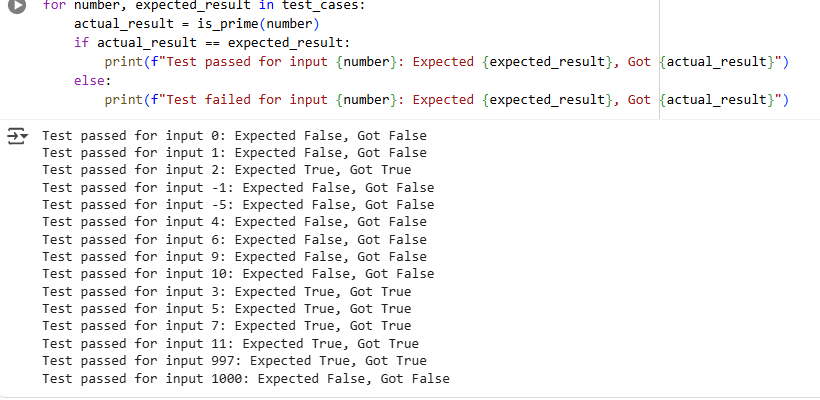 for number, expected_result in test_cases:
    actual_result = is_prime(number)
    if actual_result == expected_result:
        print(f"Test passed for input {number}: Expected {expected_result}, Got {actual_result}")
    else:
        print(f"Test failed for input {number}: Expected {expected_result}, Got {actual_result}")
Test passed for input 0: Expected False, Got False
Test passed for input 1: Expected False, Got False
Test passed for input 2: Expected True, Got True
Test passed for input -1: Expected False, Got False
Test passed for input -5: Expected False, Got False
Test passed for input 4: Expected False, Got False
Test passed for input 6: Expected False, Got False
Test passed for input 9: Expected False, Got False
Test passed for input 10: Expected False, Got False
Test passed for input 3: Expected True, Got True
Test passed for input 5: Expected True, Got True
Test passed for input 7: Expected True, Got True
Test passed for input 11: Expected True, Got True
Test passed for input 997: Expected True, Got True
Test passed for input 1000: Expected False, Got False